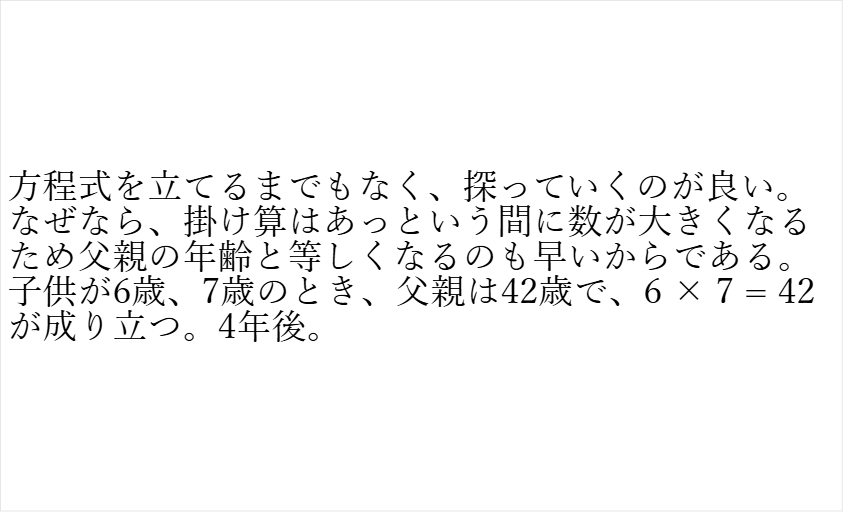 方程式を立てるまでもなく、探っていくのが良い。
なぜなら、掛け算はあっという間に数が大きくなる
ため父親の年齢と等しくなるのも早いからである。
子供が6歳、7歳のとき、父親は42歳で、6 × 7 = 42
が成り立つ。4年後。